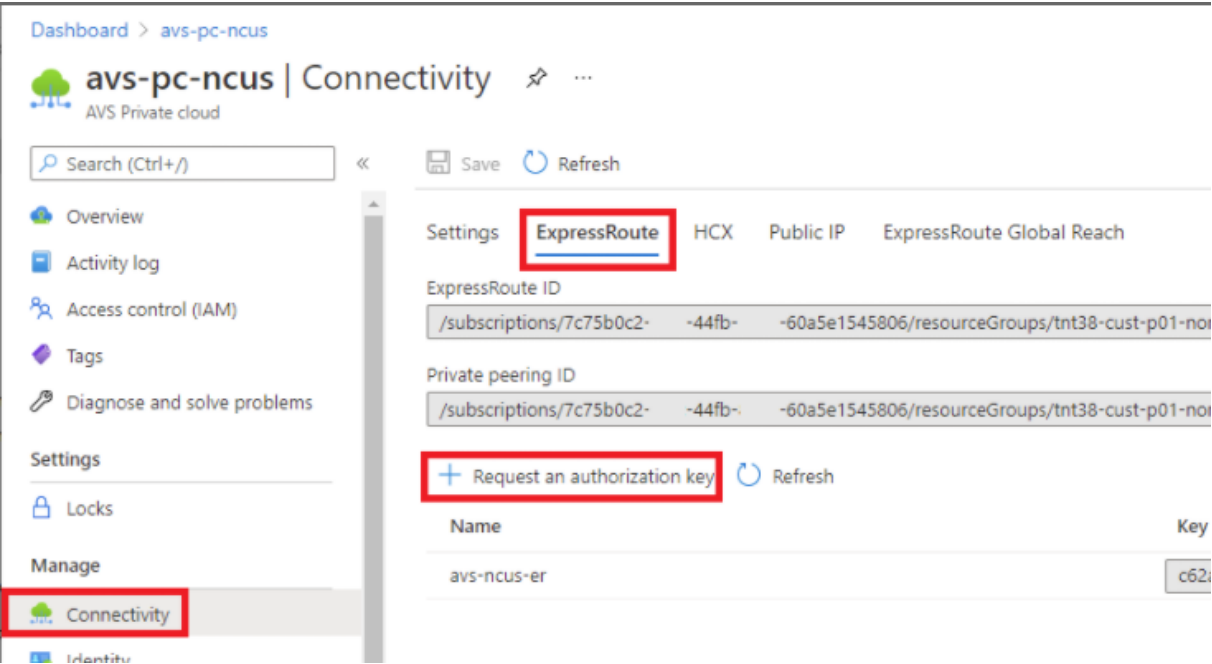 Dashboard > avs-pc-ncus
avs-pc-ncus | Connectivity
AVS Private cloud
Search (Ctrl+/)
Overview
Activity log
Access control (IAM)
Tags
Diagnose and solve problems
Settings
Locks
Manage
Connectivity
Identity
Save Refresh
Settings ExpressRoute HCX Public IP ExpressRoute Global Reach
ExpressRoute ID
/subscriptions/7c75b0c2- -44fb- -60a5e1545806/resourceGroups/tnt38-cust-p01-nor
Private peering ID
/subscriptions/7c75b0c2- -44fb- -60a5e1545806/resourceGroups/tnt38-cust-p01-nor
+ Request an authorization key Refresh
Name Key
avs-ncus-er c62a